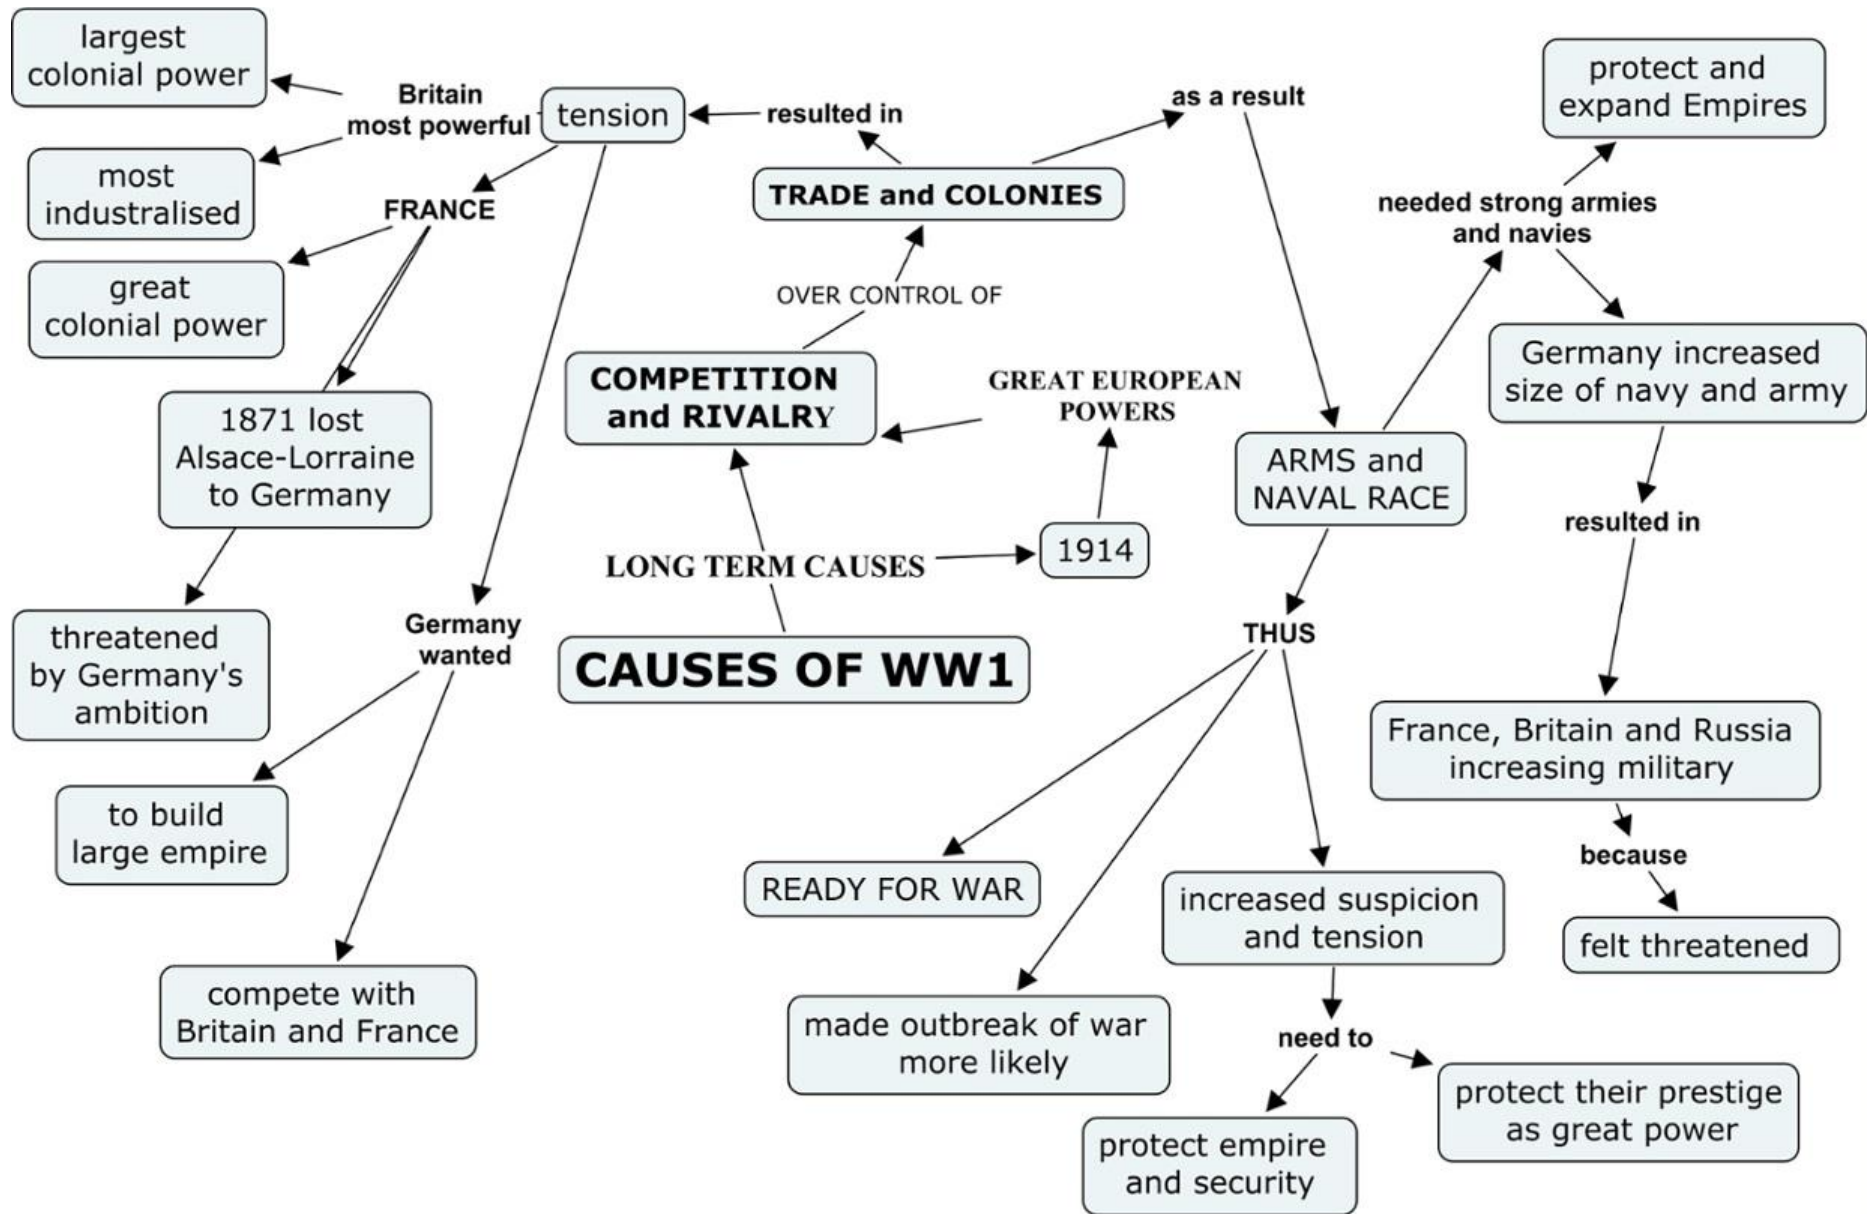 largest
colonial power
Britain
most powerful
tension
resulted in
as a result
protect and
expand Empires
most
industralised
FRANCE
TRADE and COLONIES
needed strong armies
and navies
great
colonial power
OVER CONTROL OF
COMPETITION
and RIVALRY
GREAT EUROPEAN
POWERS
Germany increased
size of navy and army
1871 lost
Alsace-Lorraine
to Germany
ARMS and
NAVAL RACE
resulted in
LONG TERM CAUSES
1914
threatened
by Germany's
ambition
Germany
wanted
CAUSES OF WW1
THUS
France, Britain and Russia
increasing military
to build
large empire
READY FOR WAR
increased suspicion
and tension
because
felt threatened
compete with
Britain and France
made outbreak of war
more likely
need to
protect their prestige
as great power
protect empire
and security